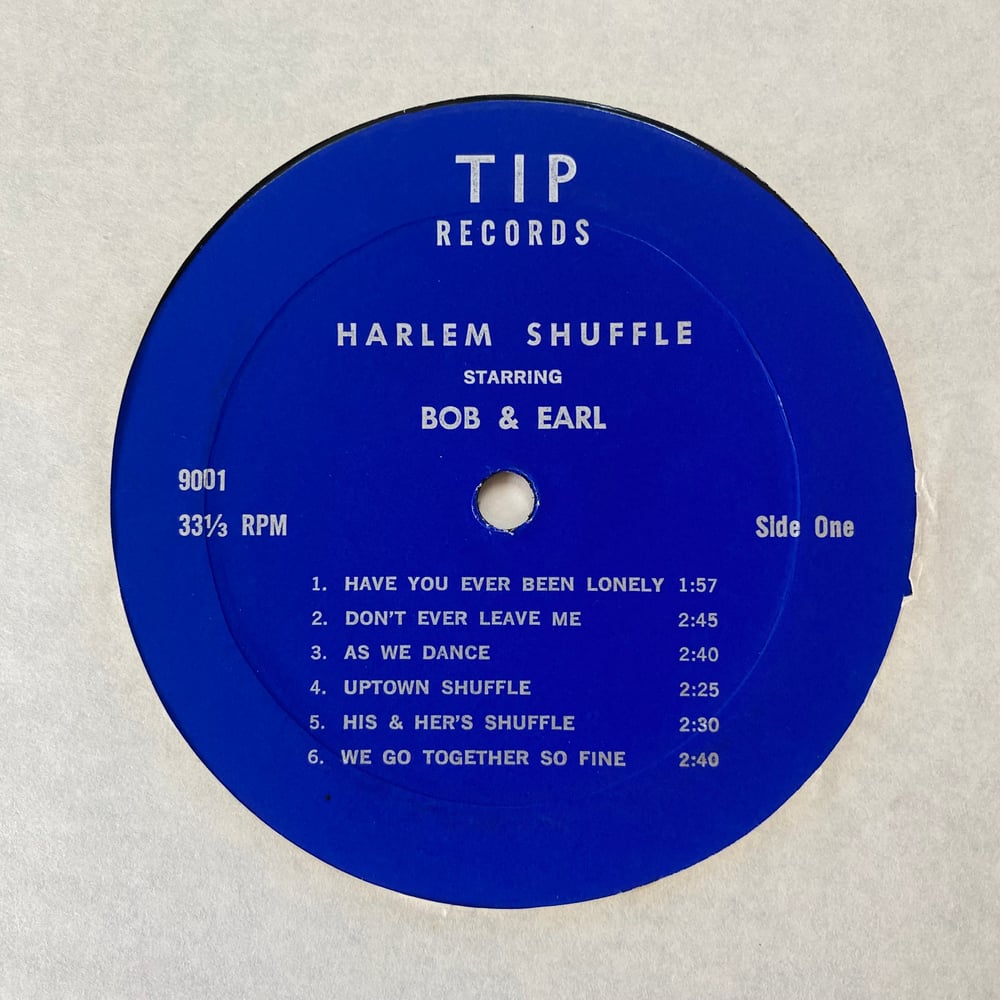 TIP
RECORDS
HARLEM SHUFFLE
STARRING
BOB & EARL
9001
33⅓ RPM
Side One
1. HAVE YOU EVER BEEN LONELY 1:57
2. DON'T EVER LEAVE ME 2:45
3. AS WE DANCE 2:40
4. UPTOWN SHUFFLE 2:25
5. HIS & HER'S SHUFFLE 2:30
6. WE GO TOGETHER SO FINE 2:40